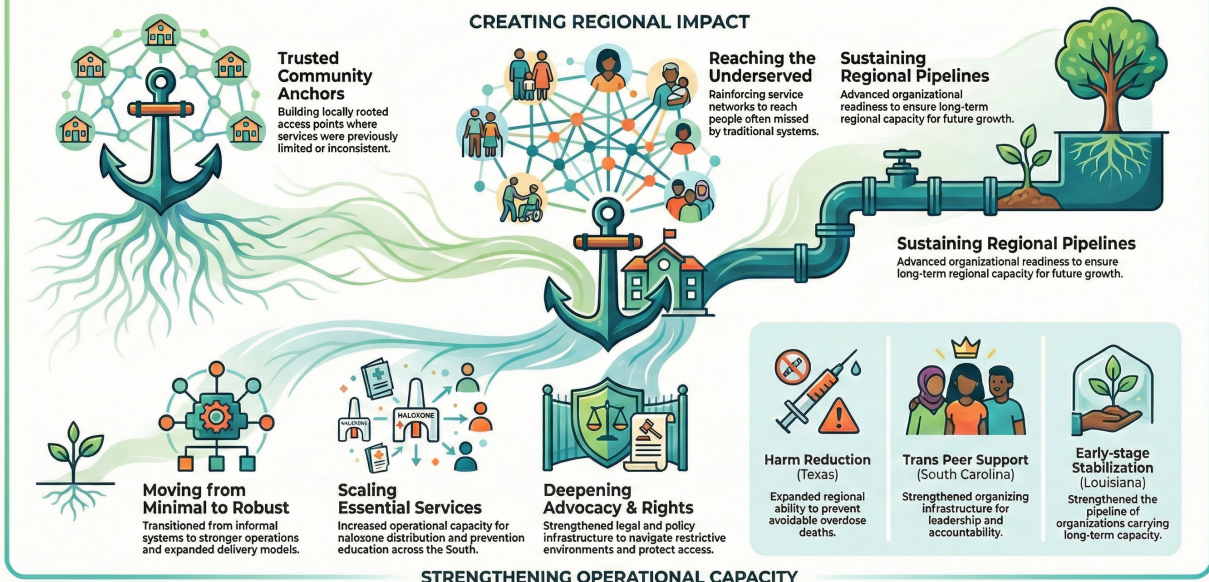 CREATING REGIONAL IMPACT
Trusted
Community
Anchors
Building locally rooted
access points where
services were previously
limited or inconsistent.
Reaching the
Underserved
Rainforcing service
networks to reach
people often missed
by traditional systems.
Sustaining
Regional Pipelines
Advanced organizational
readiness to ensure long-term
regional capacity for future growth.
Sustaining Regional Pipelines
Advanced organizational readiness to ensure
long-term regional capacity for future growth.
NALEXONE
HALOXONE
Moving from
Minimal to Robust
Transitioned from informal
systems to stronger operations
and expanded delivery models.
Scaling
Essential Services
Increased operational capacity for
naloxone distribution and prevention
education across the South.
Deepening
Advocacy & Rights
Strengthened legal and policy
infrastructure to navigate restrictive
environments and protect access.
Harm Reduction
(Texas)
Expanded regional
ability to prevent
avoidable overdose
deaths.
Trans Peer Support
(South Carolina)
Strengthened organizing
infrastructure for
leadership and
accountability.
Early-stage
Stabilization
(Louisiana)
Strengthened the
pipeline of
organizations carrying
long-term capacity.
STRENGTHENING OPERATIONAL CAPACITY